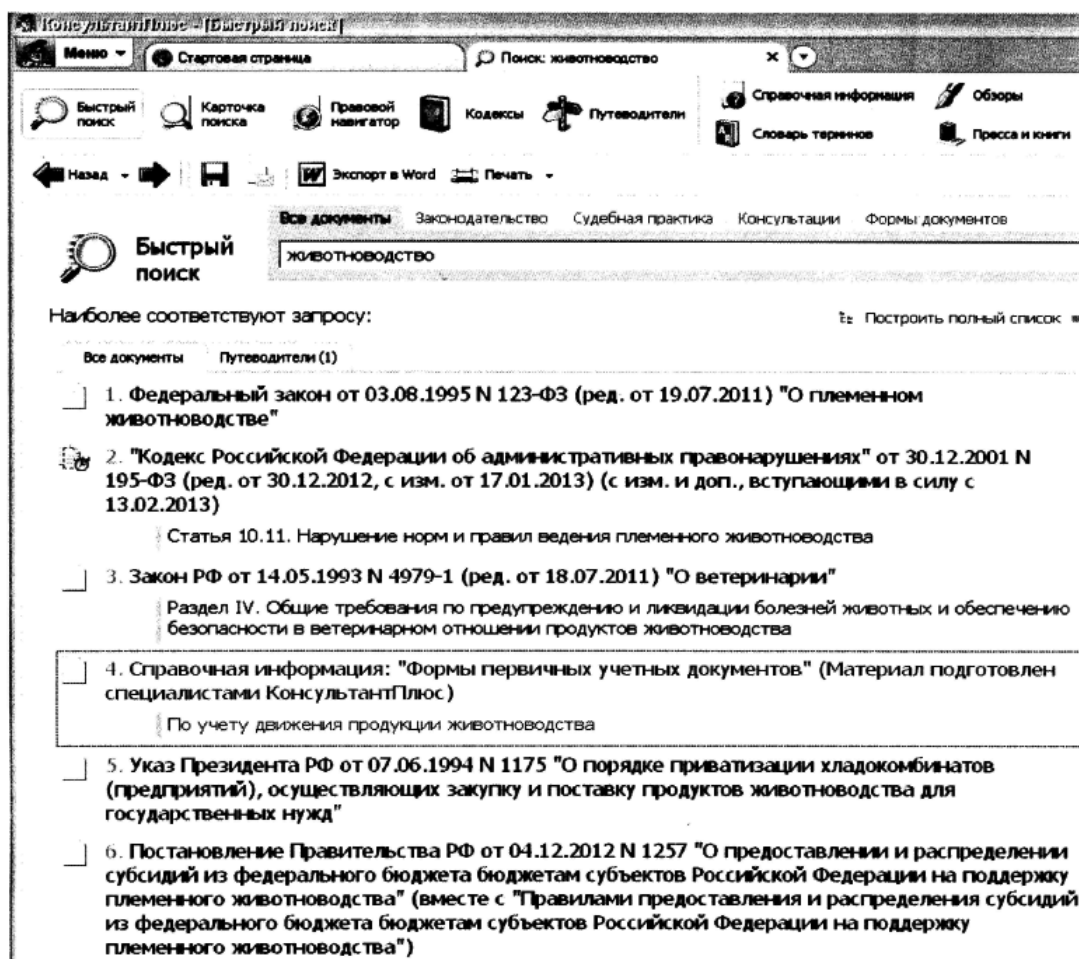 КонсультантПлюс - [Быстрый поиск]
Меню
Стартовая страница
Поиск: животноводство
Быстрый поиск
Карточка поиска
Правовой навигатор
Кодексы
Путеводители
Справочная информация
Обзоры
Словарь терминов
Пресса и книги
Назад
Экспорт в Word
Печать
Все документы Законодательство Судебная практика Консультации Формы документов
Быстрый
поиск
животноводство
Наиболее соответствуют запросу:
Построить полный список
Все документы Путеводители (1)
1. Федеральный закон от 03.08.1995 N 123-ФЗ (ред. от 19.07.2011) "О племенном
животноводстве"
2. "Кодекс Российской Федерации об административных правонарушениях" от 30.12.2001 N
195-ФЗ (ред. от 30.12.2012, с изм. от 17.01.2013) (с изм. и доп., вступающими в силу с
13.02.2013)
Статья 10.11. Нарушение норм и правил ведения племенного животноводства
3. Закон РФ от 14.05.1993 N 4979-1 (ред. от 18.07.2011) "О ветеринарии"
Раздел IV. Общие требования по предупреждению и ликвидации болезней животных и обеспечению
безопасности в ветеринарном отношении продуктов животноводства
4. Справочная информация: "Формы первичных учетных документов" (Материал подготовлен
специалистами КонсультантПлюс)
По учету движения продукции животноводства
5. Указ Президента РФ от 07.06.1994 N 1175 "О порядке приватизации хладокомбинатов
(предприятий), осуществляющих закупку и поставку продуктов животноводства для
государственных нужд"
6. Постановление Правительства РФ от 04.12.2012 N 1257 "О предоставлении и распределении
субсидий из федерального бюджета бюджетам субъектов Российской Федерации на поддержку
племенного животноводства" (вместе с "Правилами предоставления и распределения субсидий
из федерального бюджета бюджетам субъектов Российской Федерации на поддержку
племенного животноводства")